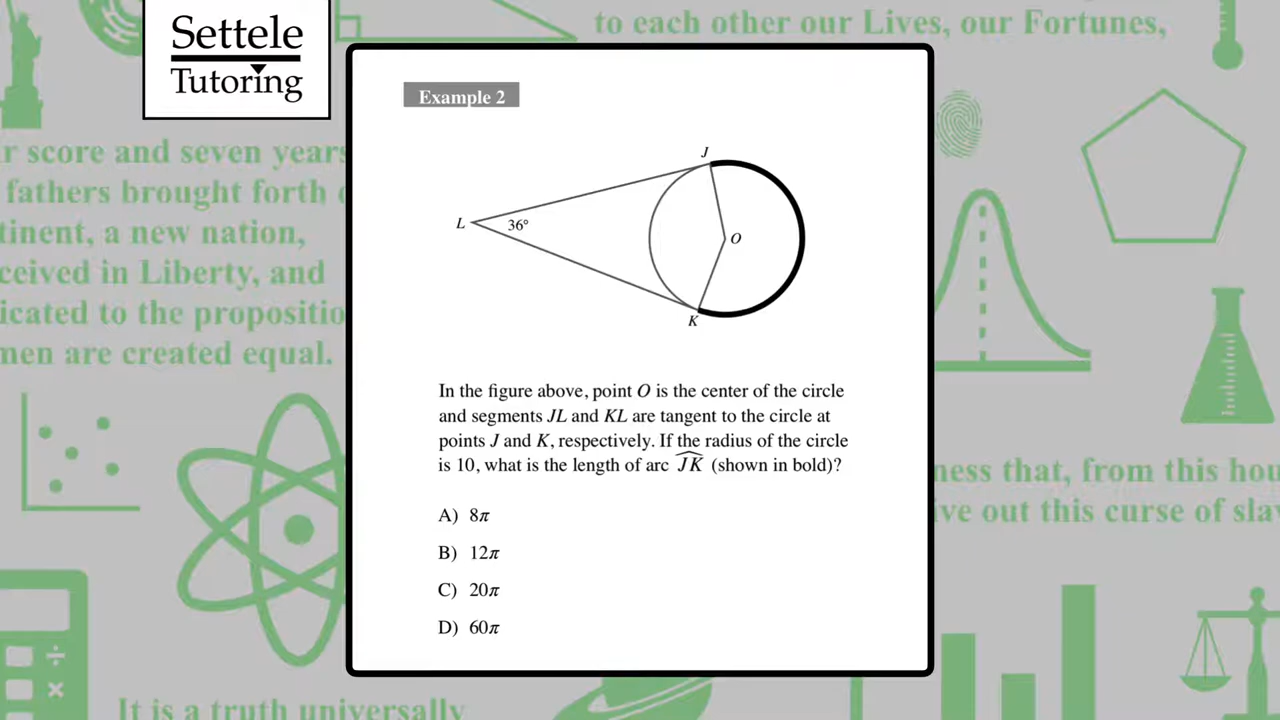 Settele
Tutoring
to each other our Lives, our Fortunes,
r score and seven years
fathers brought forth
tinent, a new nation,
ceived in Liberty, and
icated to the propositio
men are created equal.
Example 2
J
L
36°
O
K
In the figure above, point O is the center of the circle
and segments JL and KL are tangent to the circle at
points J and K, respectively. If the radius of the circle
is 10, what is the length of arc JK (shown in bold)?
A) 8π
B) 12π
C) 20π
D) 60π
ness that, from this hou
ive out this curse of sla
÷
×
It is a truth universally